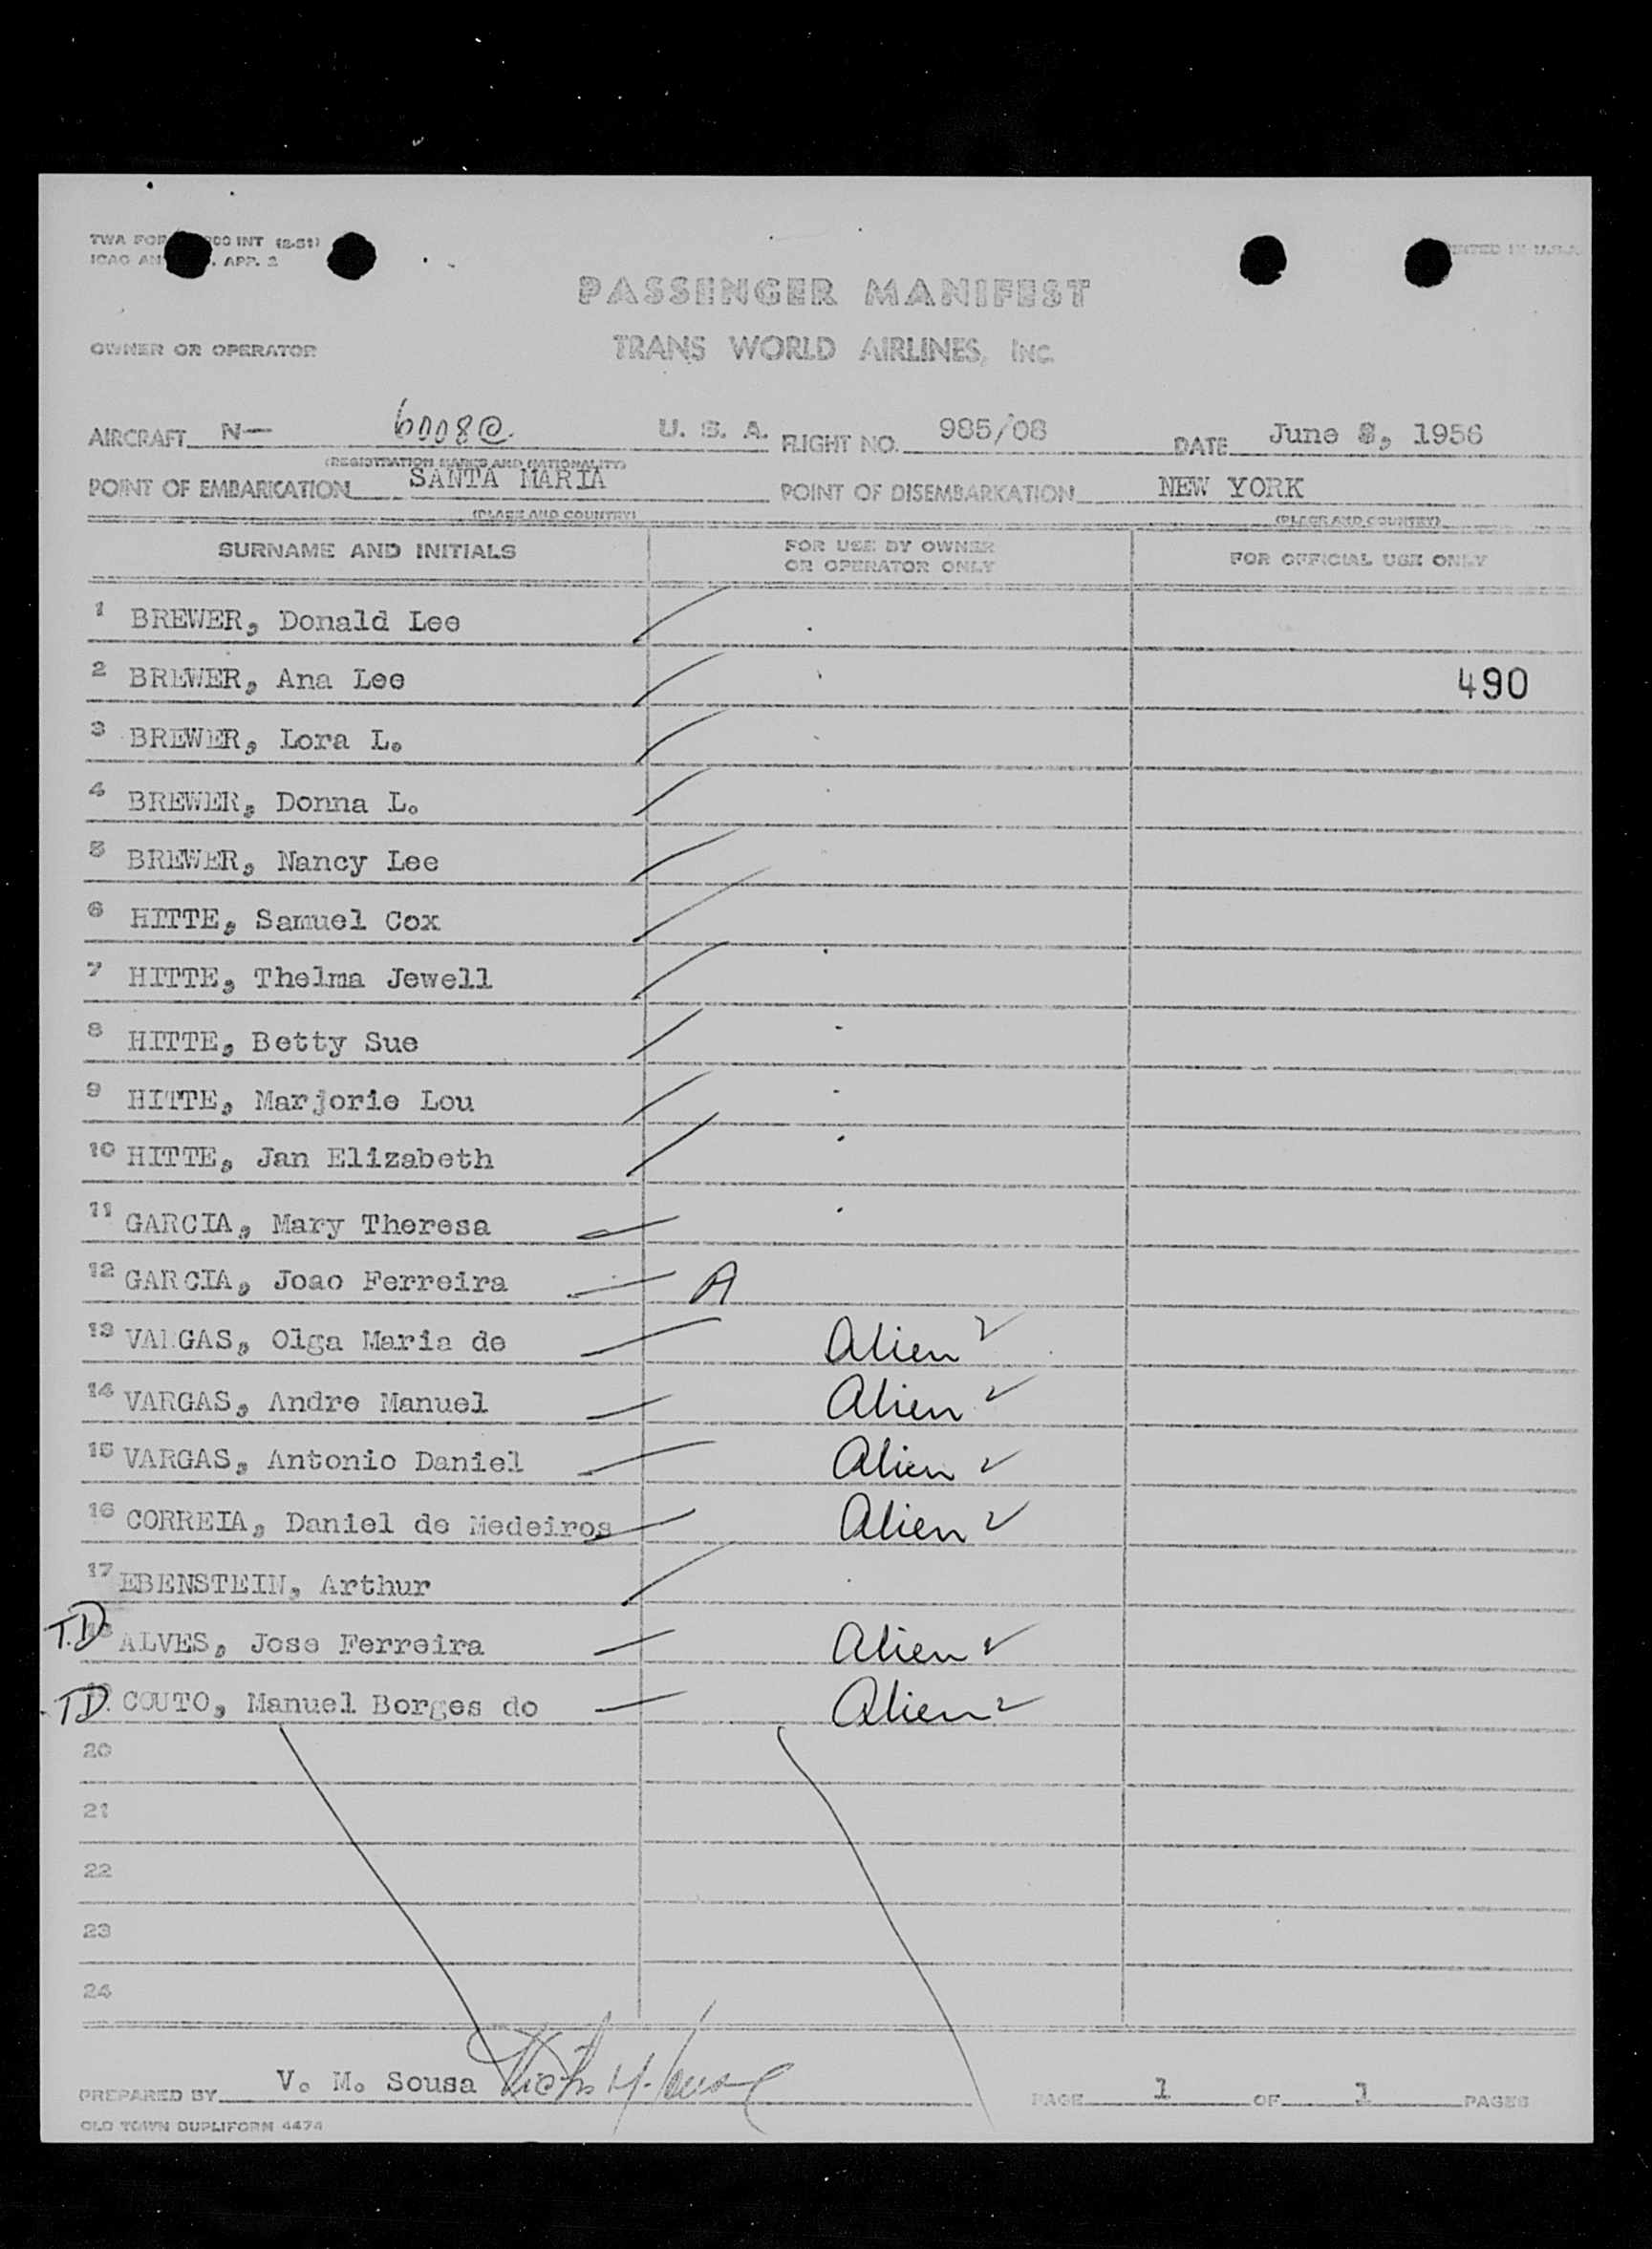 TWA FOR 00 INT (2-51)
ICAO AN . APP. 2
INTED IN U.S.A.
PASSENGER MANIFEST
OWNER OR OPERATOR TRANS WORLD AIRLINES, INC
AIRCRAFT N- 6008C U. S. A. FLIGHT NO. 985/08 DATE June 8, 1956
(REGISTRATION MARKS AND NATIONALITY)
POINT OF EMBARKATION SANTA MARIA POINT OF DISEMBARKATION NEW YORK
(PLACE AND COUNTRY) (PLACE AND COUNTRY)
SURNAME AND INITIALS FOR USE BY OWNER OR OPERATOR ONLY FOR OFFICIAL USE ONLY
1 BREWER, Donald Lee
2 BREWER, Ana Lee 490
3 BREWER, Lora L.
4 BREWER, Donna L.
5 BREWER, Nancy Lee
6 HITTE, Samuel Cox
7 HITTE, Thelma Jewell
8 HITTE, Betty Sue
9 HITTE, Marjorie Lou
10 HITTE, Jan Elizabeth
11 GARCIA, Mary Theresa
12 GARCIA, Joao Ferreira A
13 VARGAS, Olga Maria de Alien ✓
14 VARGAS, Andre Manuel Alien ✓
15 VARGAS, Antonio Daniel Alien ✓
16 CORREIA, Daniel de Medeiros Alien ✓
17 EBENSTEIN, Arthur
T.D 18 ALVES, Jose Ferreira Alien ✓
T.D. COUTO, Manuel Borges do Alien ✓
20
21
22
23
24
PREPARED BY V. M. Sousa PAGE 1 OF 1 PAGES
OLD TOWN DUPLIFORM 4474